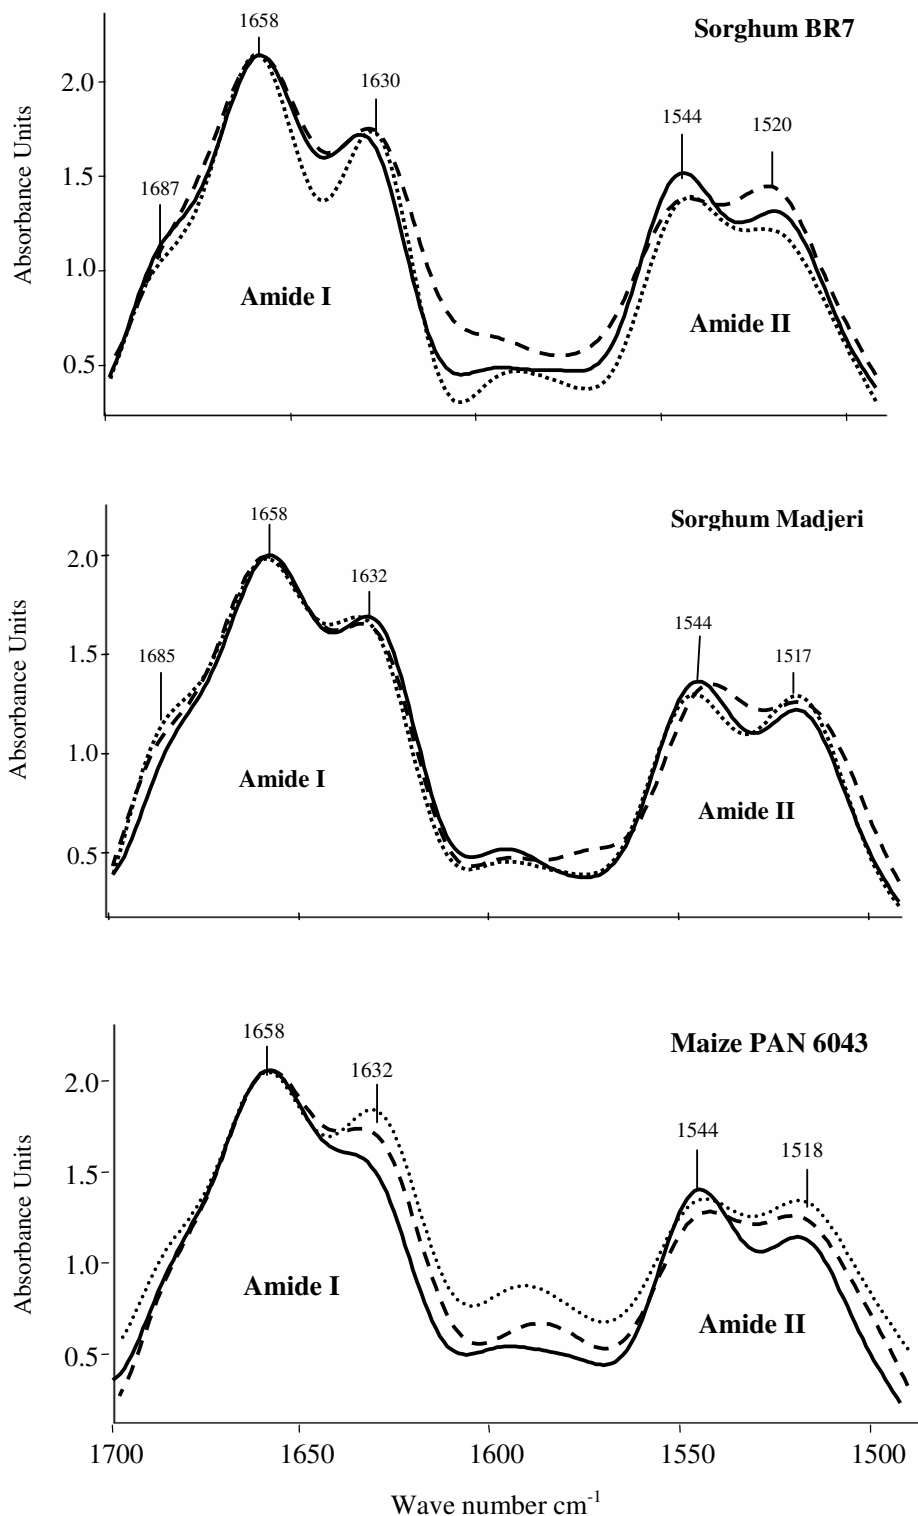 1658
Sorghum BR7
1630
2.0
1544
1520
1687
1.5
Absorbance Units
1.0
Amide I
Amide II
0.5
1658
Sorghum Madjeri
2.0
1632
1544
1685
1517
1.5
Absorbance Units
1.0
Amide I
Amide II
0.5
1658
Maize PAN 6043
1632
2.0
1544
1518
1.5
Absorbance Units
1.0
Amide I
Amide II
0.5
1700 1650 1600 1550 1500
Wave number cm-1